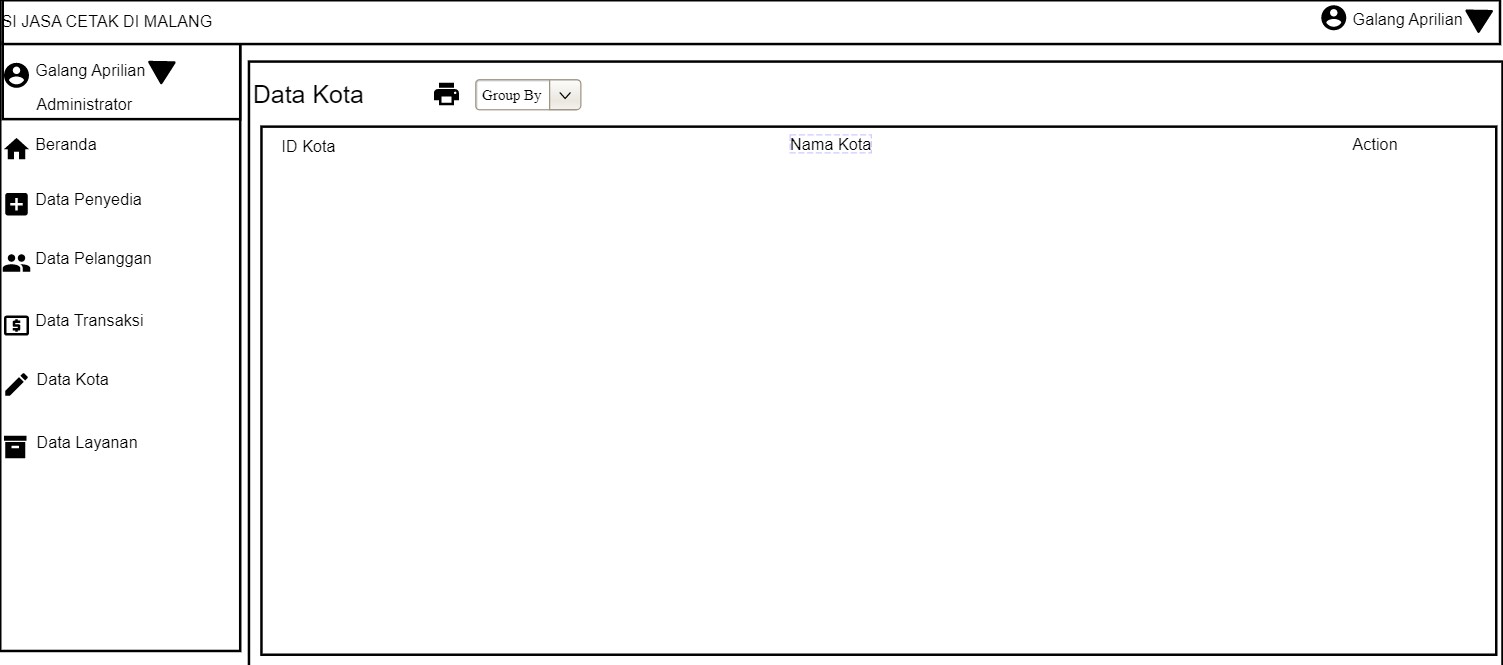 SI JASA CETAK DI MALANG
Galang Aprilian
Galang Aprilian
Administrator
Beranda
Data Penyedia
Data Pelanggan
Data Transaksi
Data Kota
Data Layanan
Data Kota
Group By
ID Kota
Nama Kota
Action